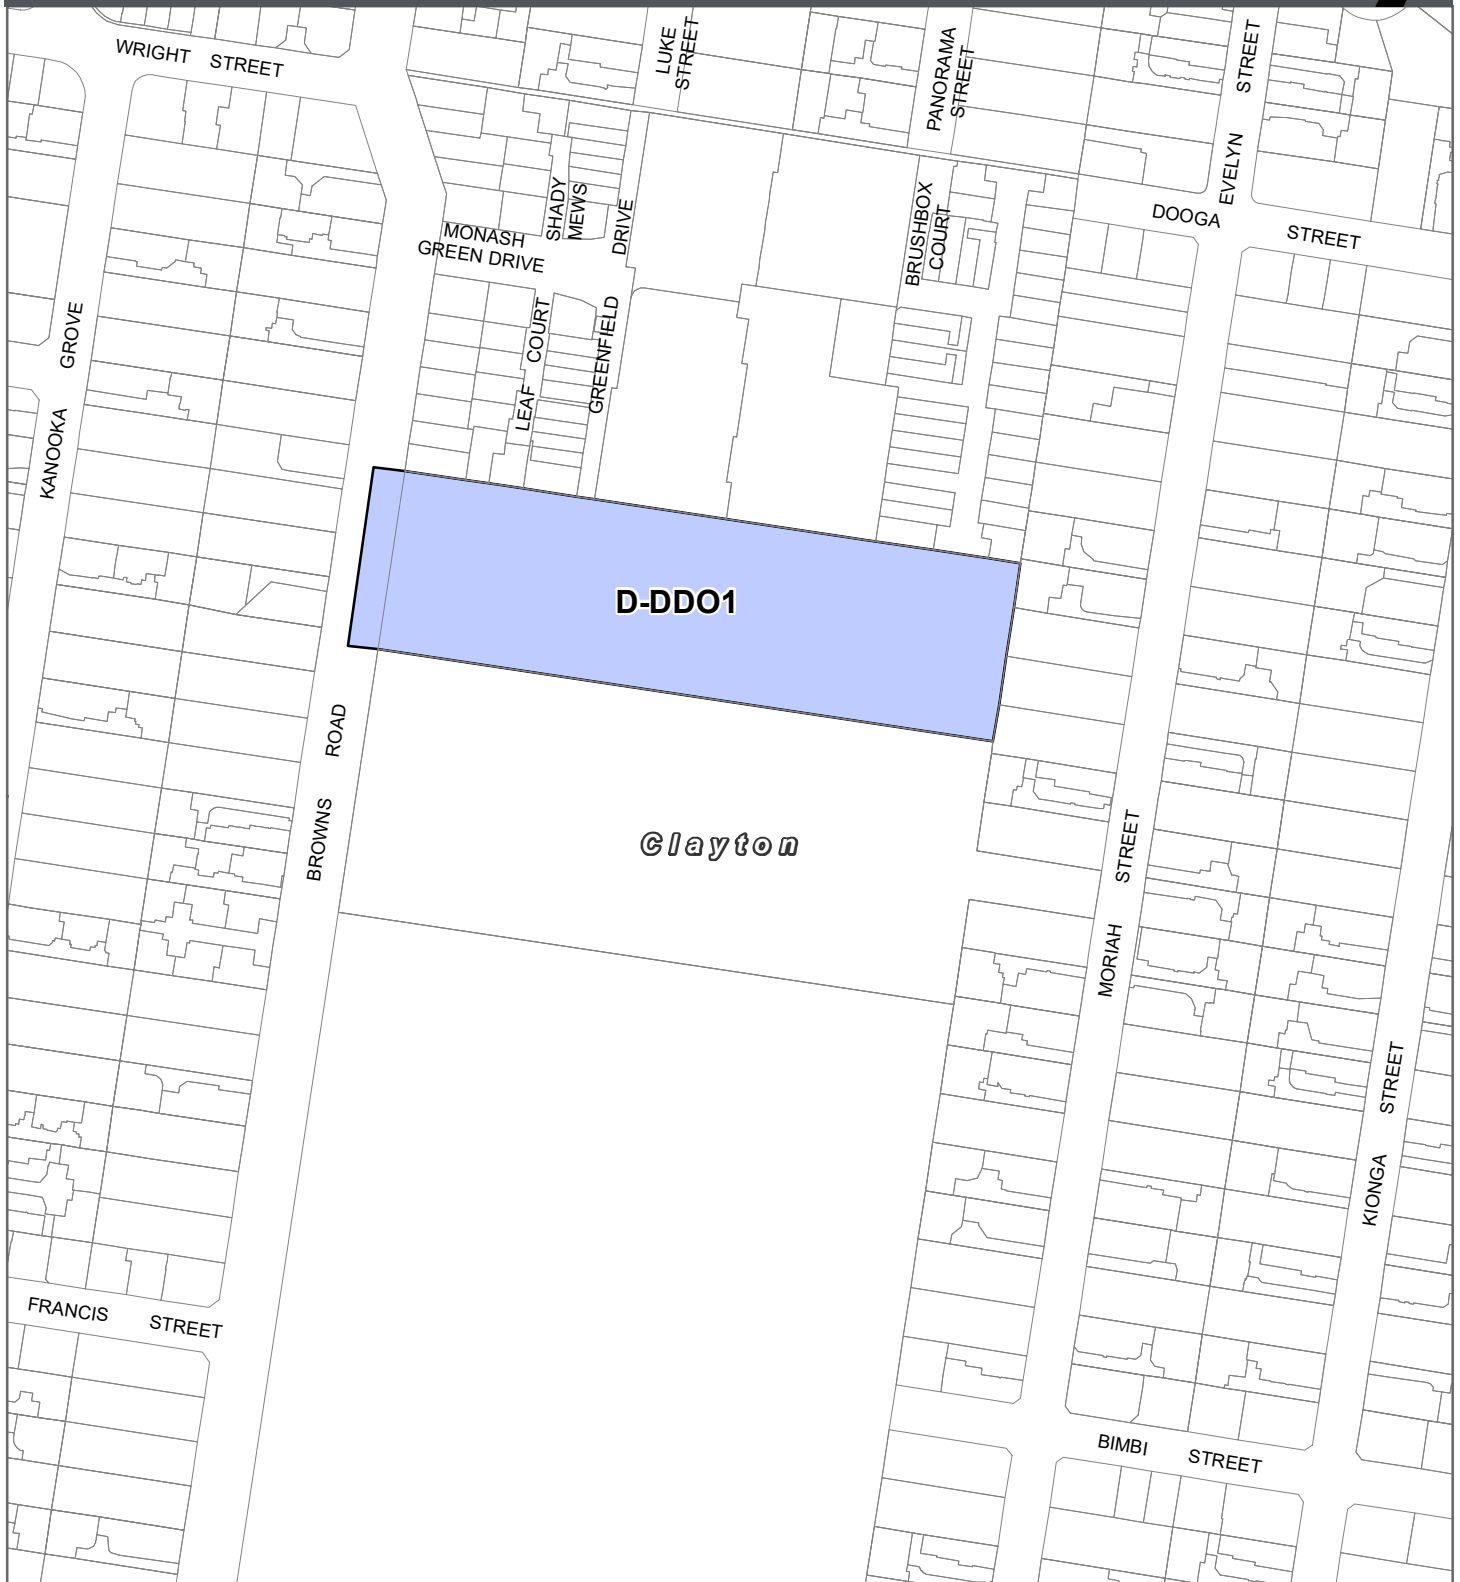 WRIGHT STREET
LUKE
STREET
PANORAMA
STREET
EVELYN STREET
DOOGA STREET
SHADY
MEWS
MONASH
GREEN DRIVE
GREENFIELD DRIVE
BRUSHBOX
COURT
LEAF COURT
KANOOKA GROVE
D-DDO1
BROWNS ROAD
Clayton
MORIAH STREET
KIONGA STREET
FRANCIS STREET
BIMBI STREET